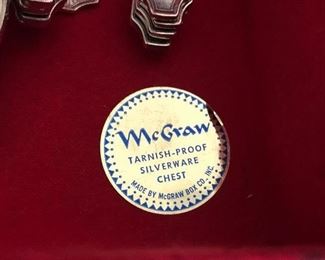 McGraw
TARNISH-PROOF
SILVERWARE
CHEST
MADE BY McGRAW BOX CO., INC.